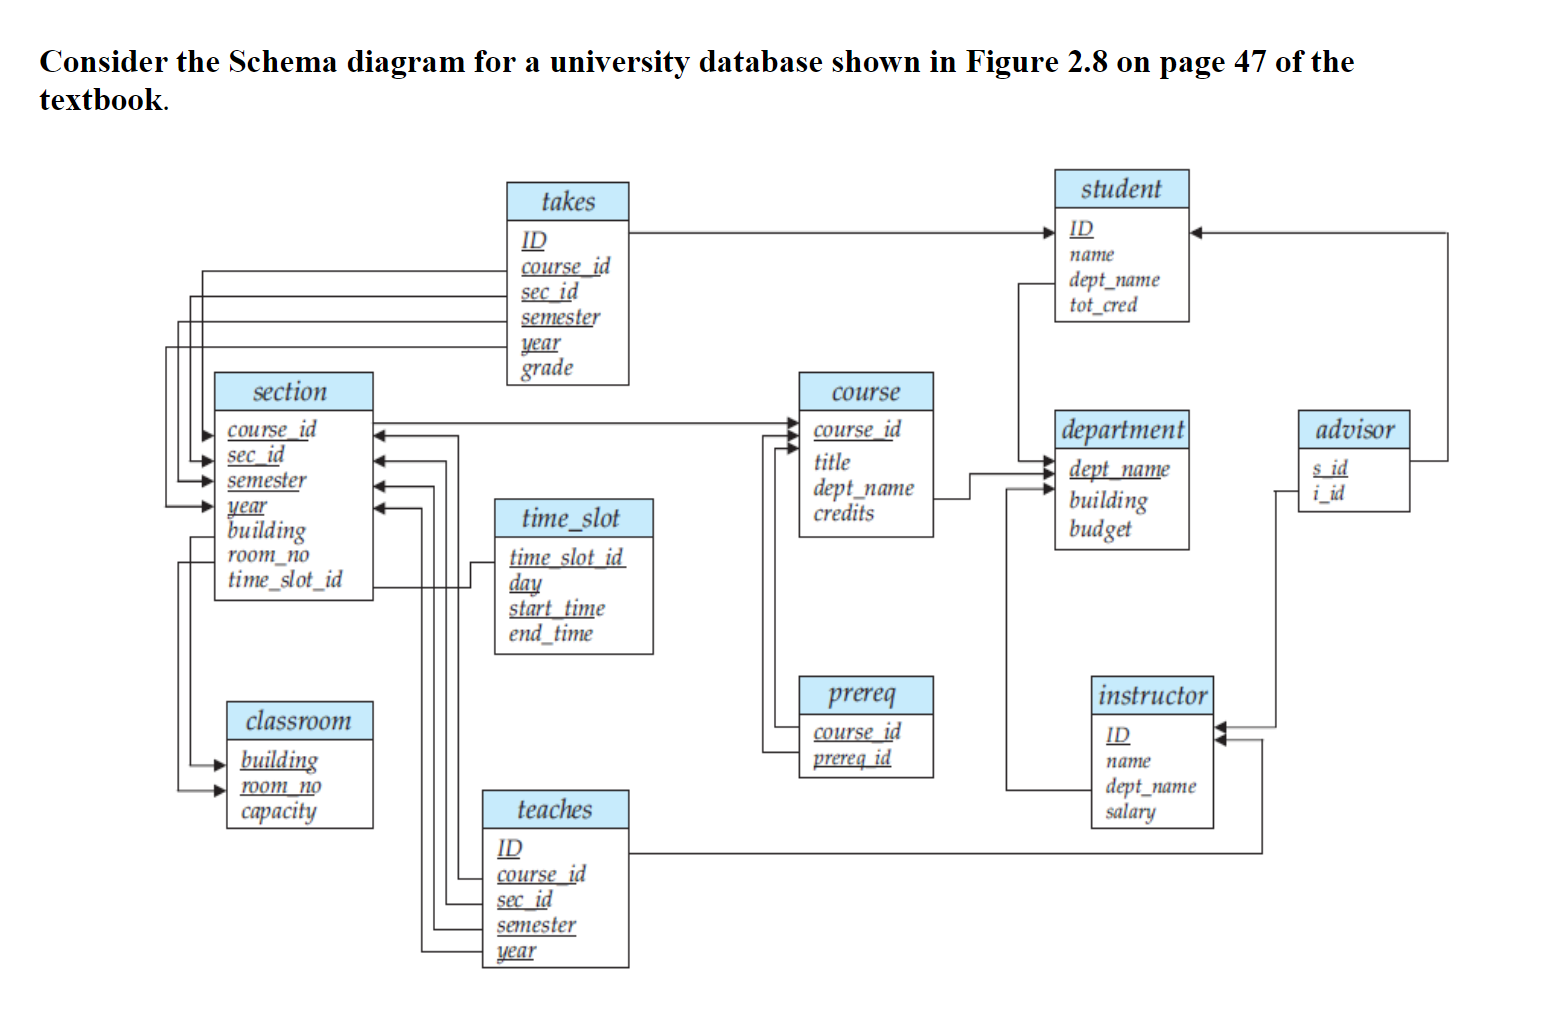 Consider the Schema diagram for a university database shown in Figure 2.8 on page 47 of the
textbook.
takes
ID
course_id
sec_id
semester
year
grade
student
ID
name
dept_name
tot_cred
section
course_id
sec_id
semester
year
building
room_no
time_slot_id
time_slot
time_slot_id
day
start_time
end_time
course
course_id
title
dept_name
credits
department
dept_name
building
budget
advisor
s_id
i_id
classroom
building
room_no
capacity
prereq
course_id
prereq_id
instructor
ID
name
dept_name
salary
teaches
ID
course_id
sec_id
semester
year